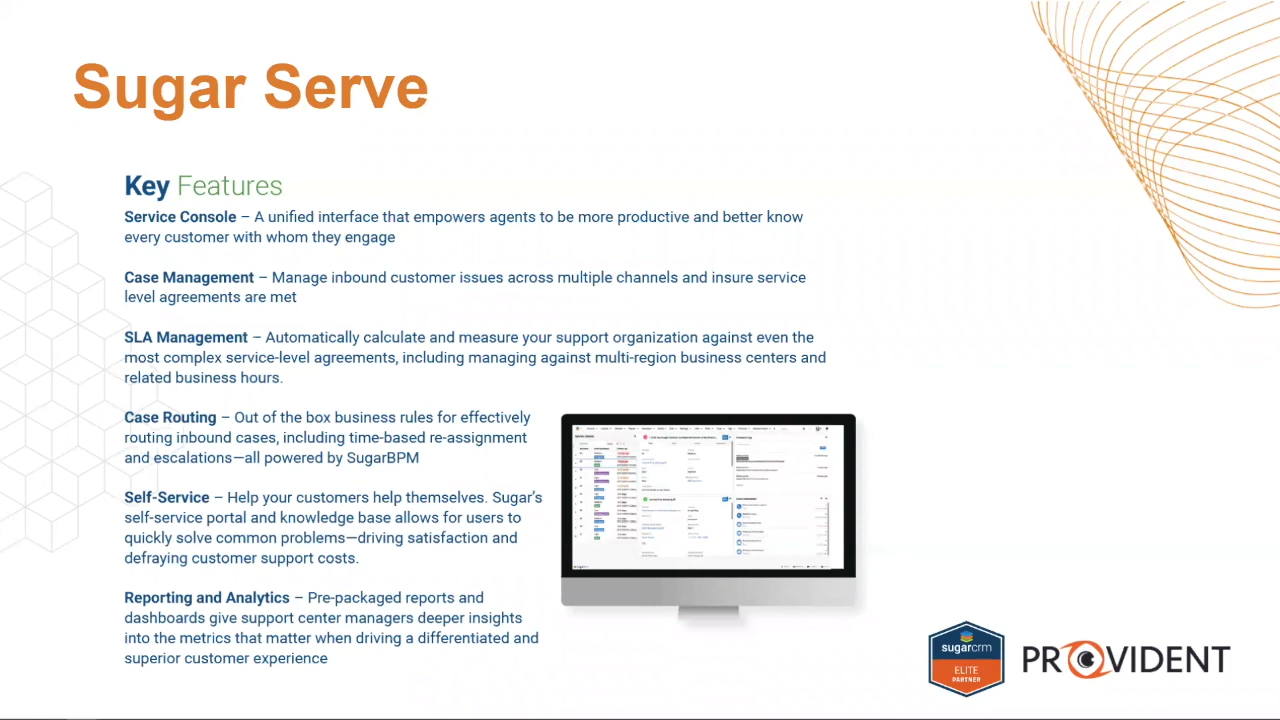 Sugar Serve
Key Features
Service Console – A unified interface that empowers agents to be more productive and better know
every customer with whom they engage
Case Management – Manage inbound customer issues across multiple channels and insure service
level agreements are met
SLA Management – Automatically calculate and measure your support organization against even the
most complex service-level agreements, including managing against multi-region business centers and
related business hours.
Case Routing – Out of the box business rules for effectively
routing inbound cases, including time-based re-assignment
and escalations—all powered by SugarBPM
Self-Service – Help your customers help themselves. Sugar's
self-service portal and knowledgebase allows for users to
quickly solve common problems—driving satisfaction and
defraying customer support costs.
Reporting and Analytics – Pre-packaged reports and
dashboards give support center managers deeper insights
into the metrics that matter when driving a differentiated and
superior customer experience
sugarcrm
ELITE
PARTNER
PROVIDENT